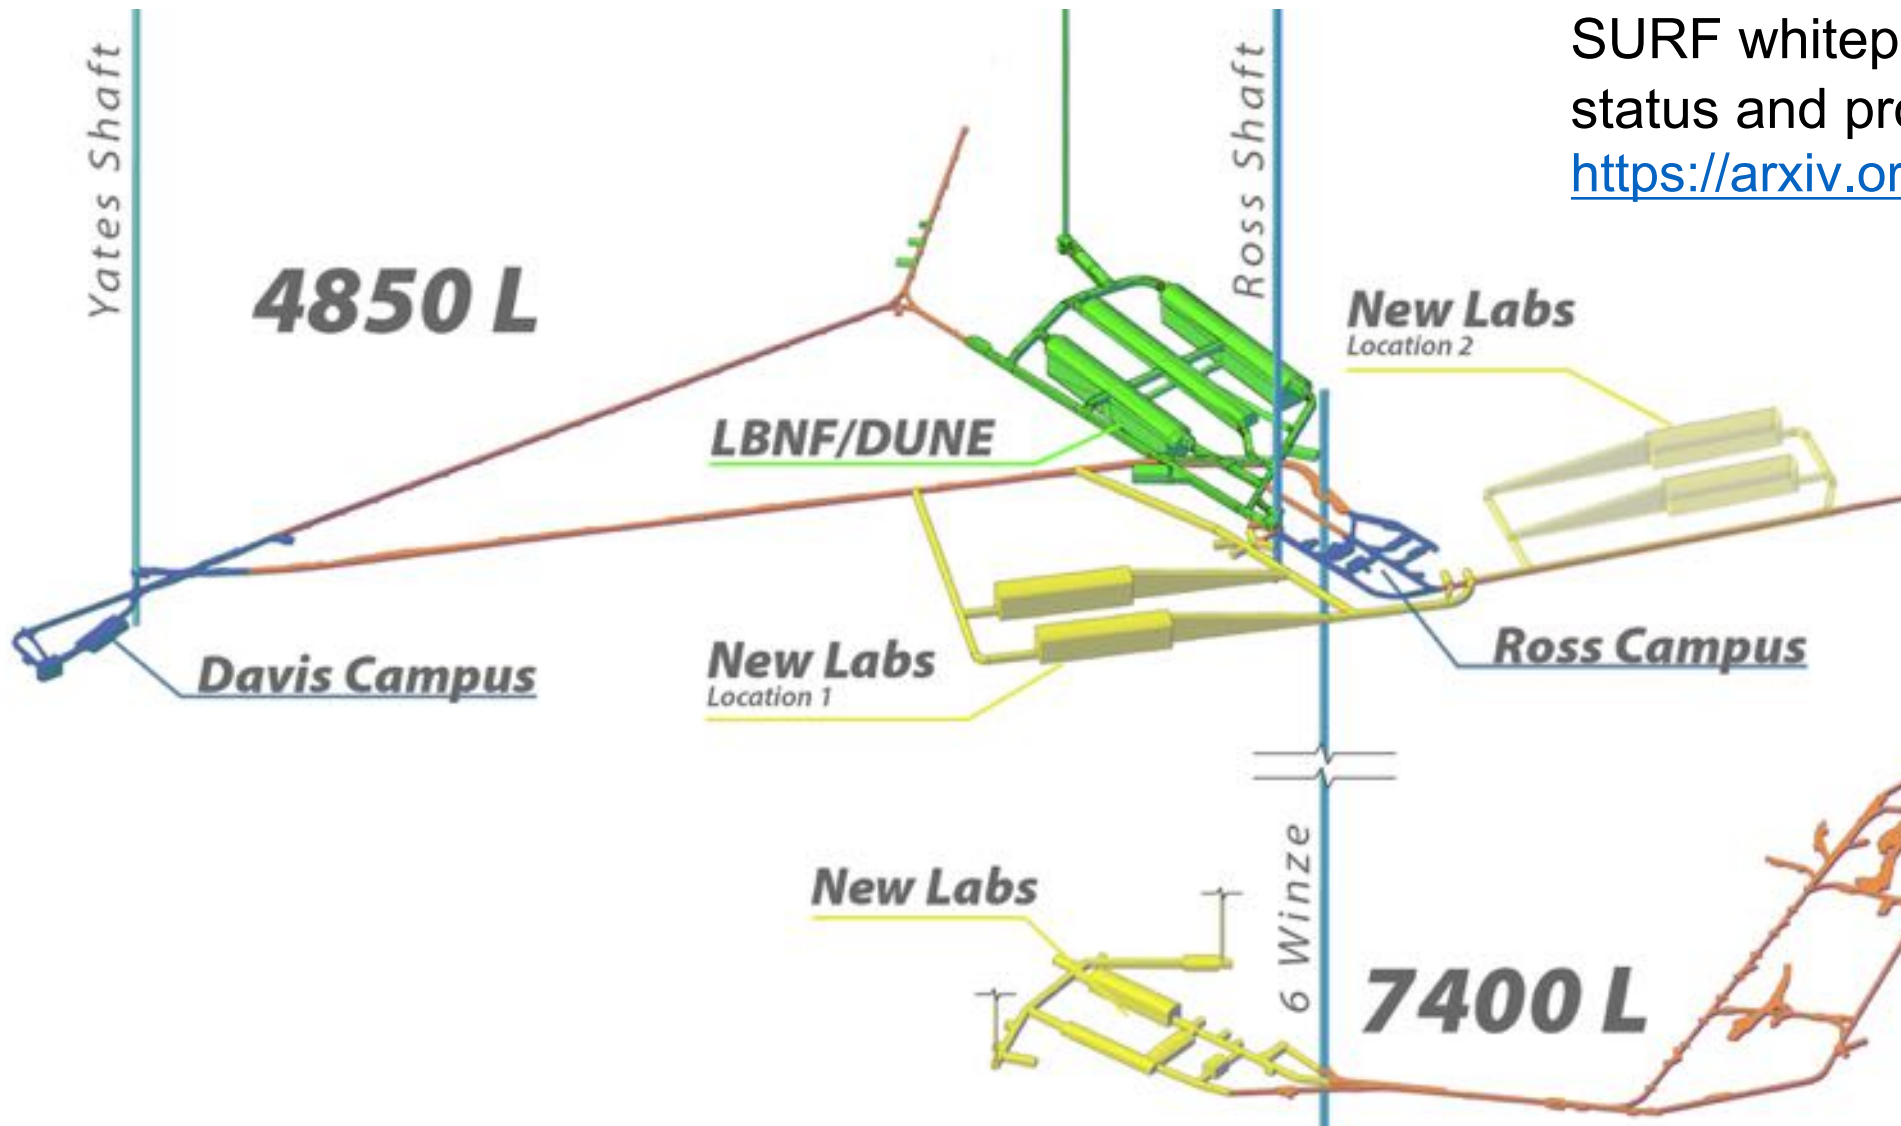 SURF whitep
status and pro
https://arxiv.or
Yates Shaft
4850 L
Ross Shaft
New Labs
Location 2
LBNF/DUNE
New Labs
Location 1
Ross Campus
Davis Campus
New Labs
6 Winze
7400 L